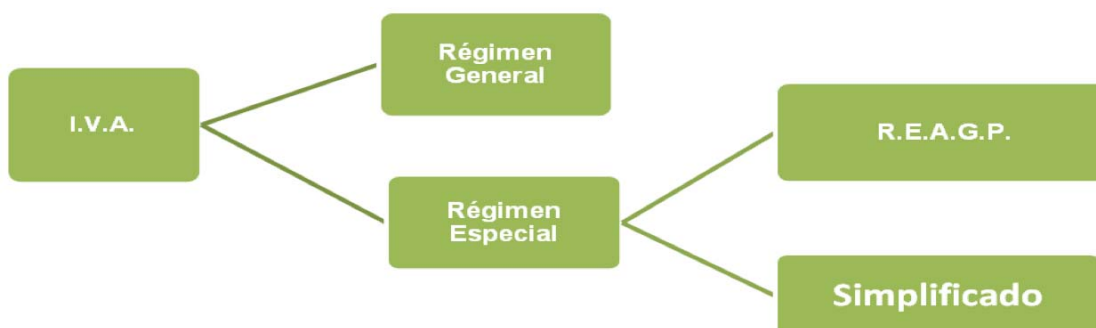 I.V.A.
Régimen
General
Régimen
Especial
R.E.A.G.P.
Simplificado